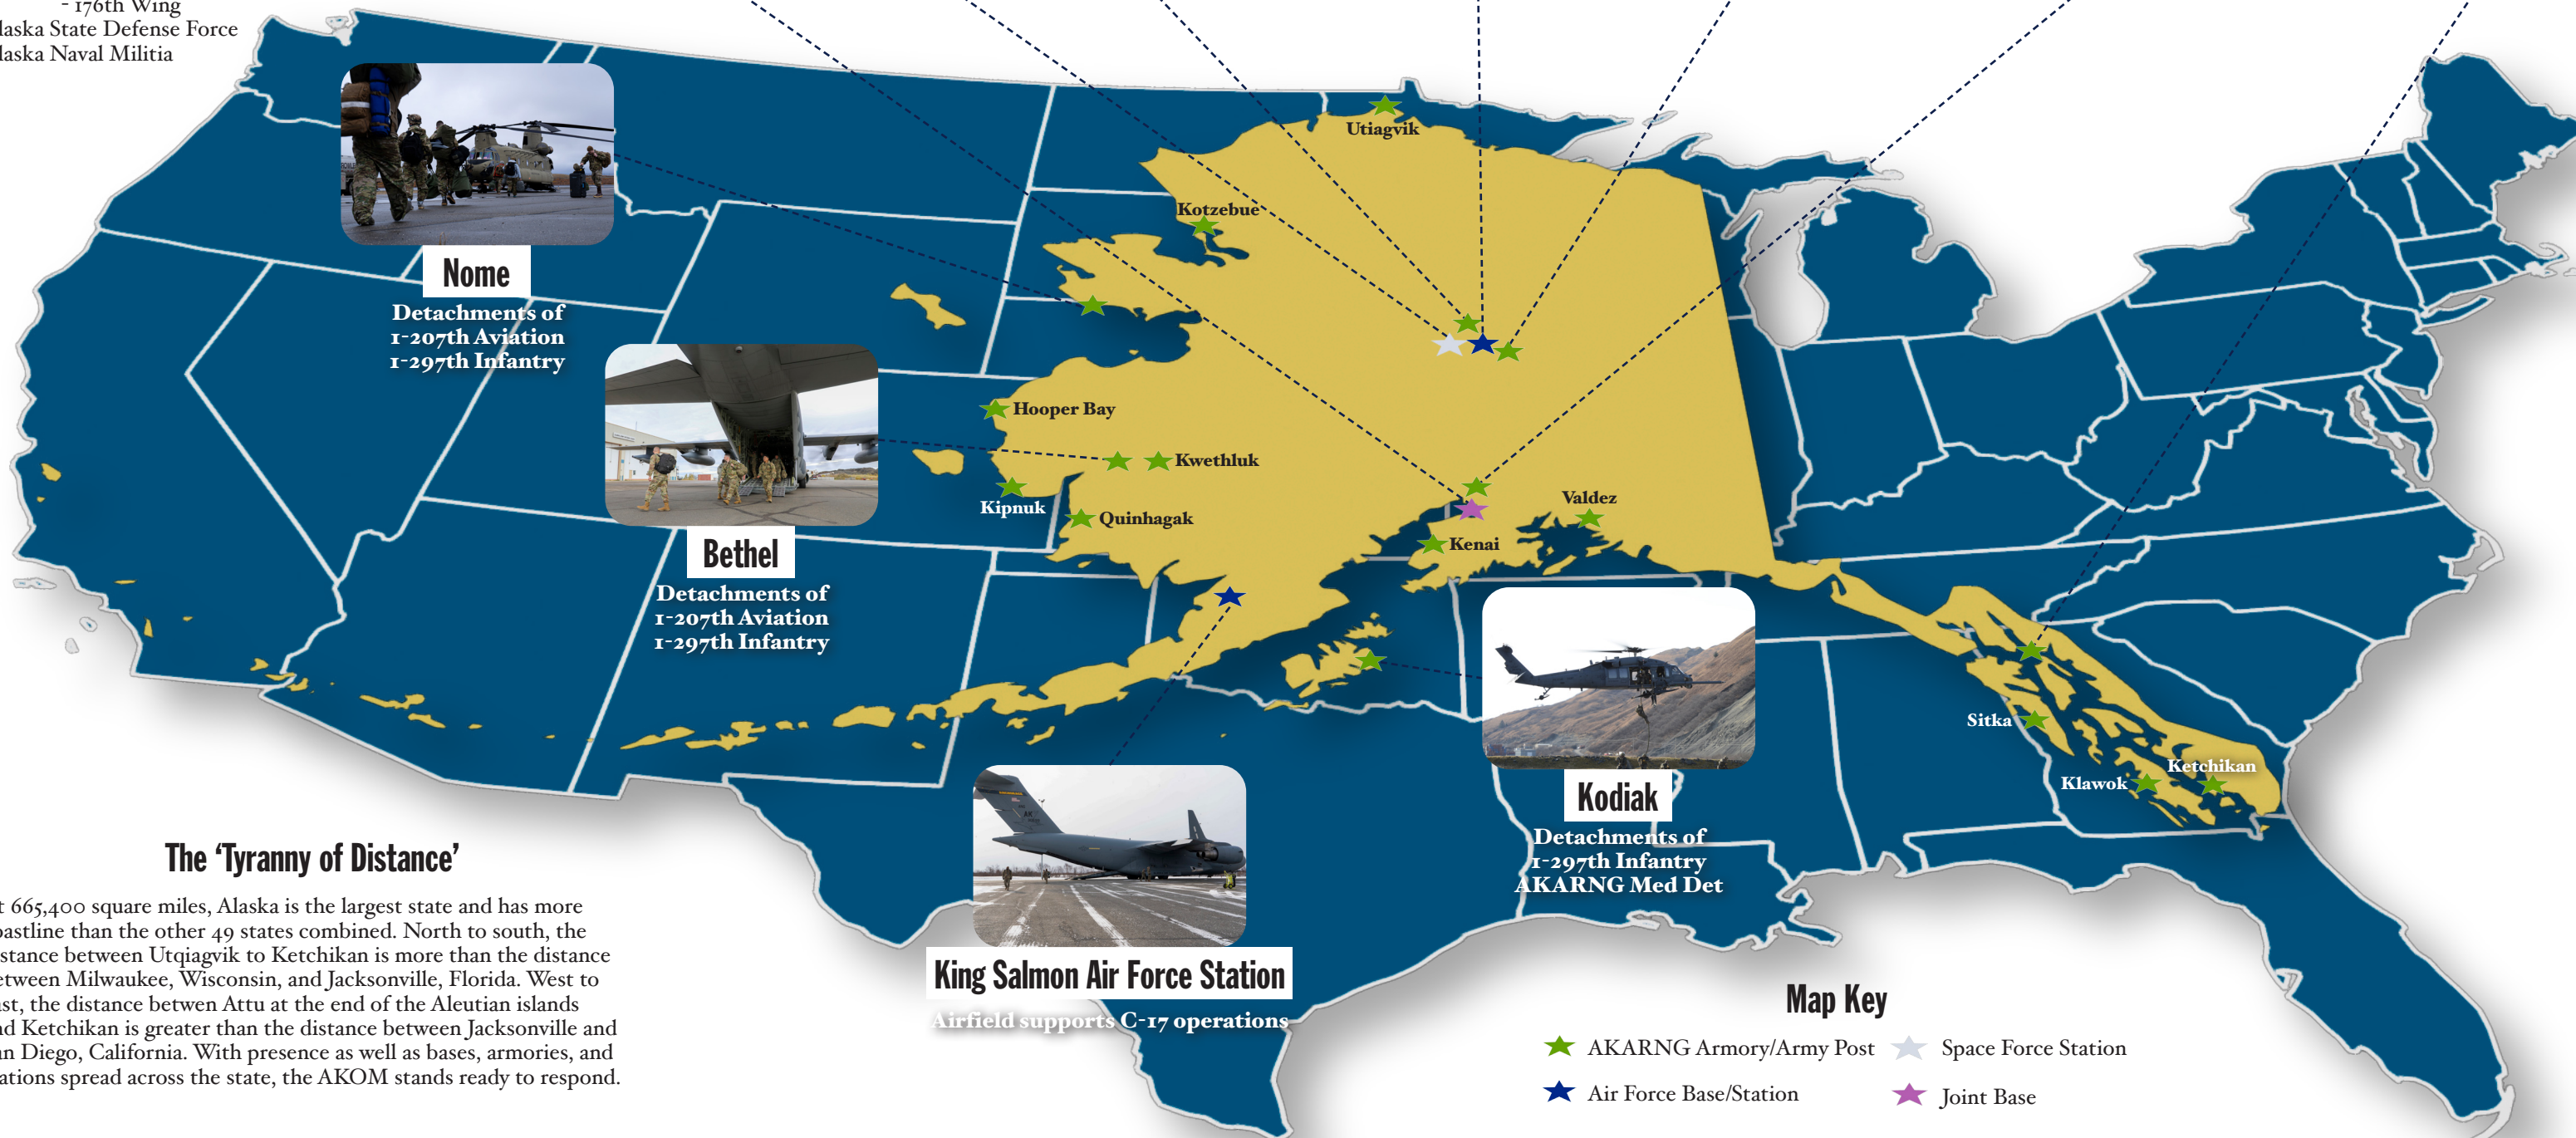 - 176th Wing
laska State Defense Force
laska Naval Militia
Utiagvik
Kotzebue
Nome
Detachments of
1-207th Aviation
1-297th Infantry
Hooper Bay
Kwethluk
Kipnuk
Quinhagak
Valdez
Kenai
Bethel
Detachments of
1-207th Aviation
1-297th Infantry
Sitka
Klawok
Ketchikan
Kodiak
Detachments of
1-297th Infantry
AKARNG Med Det
King Salmon Air Force Station
Airfield supports C-17 operations
The ‘Tyranny of Distance’
t 665,400 square miles, Alaska is the largest state and has more
oastline than the other 49 states combined. North to south, the
stance between Utqiagvik to Ketchikan is more than the distance
etween Milwaukee, Wisconsin, and Jacksonville, Florida. West to
ast, the distance betwen Attu at the end of the Aleutian islands
nd Ketchikan is greater than the distance between Jacksonville and
an Diego, California. With presence as well as bases, armories, and
ations spread across the state, the AKOM stands ready to respond.
Map Key
AKARNG Armory/Army Post
Space Force Station
Air Force Base/Station
Joint Base